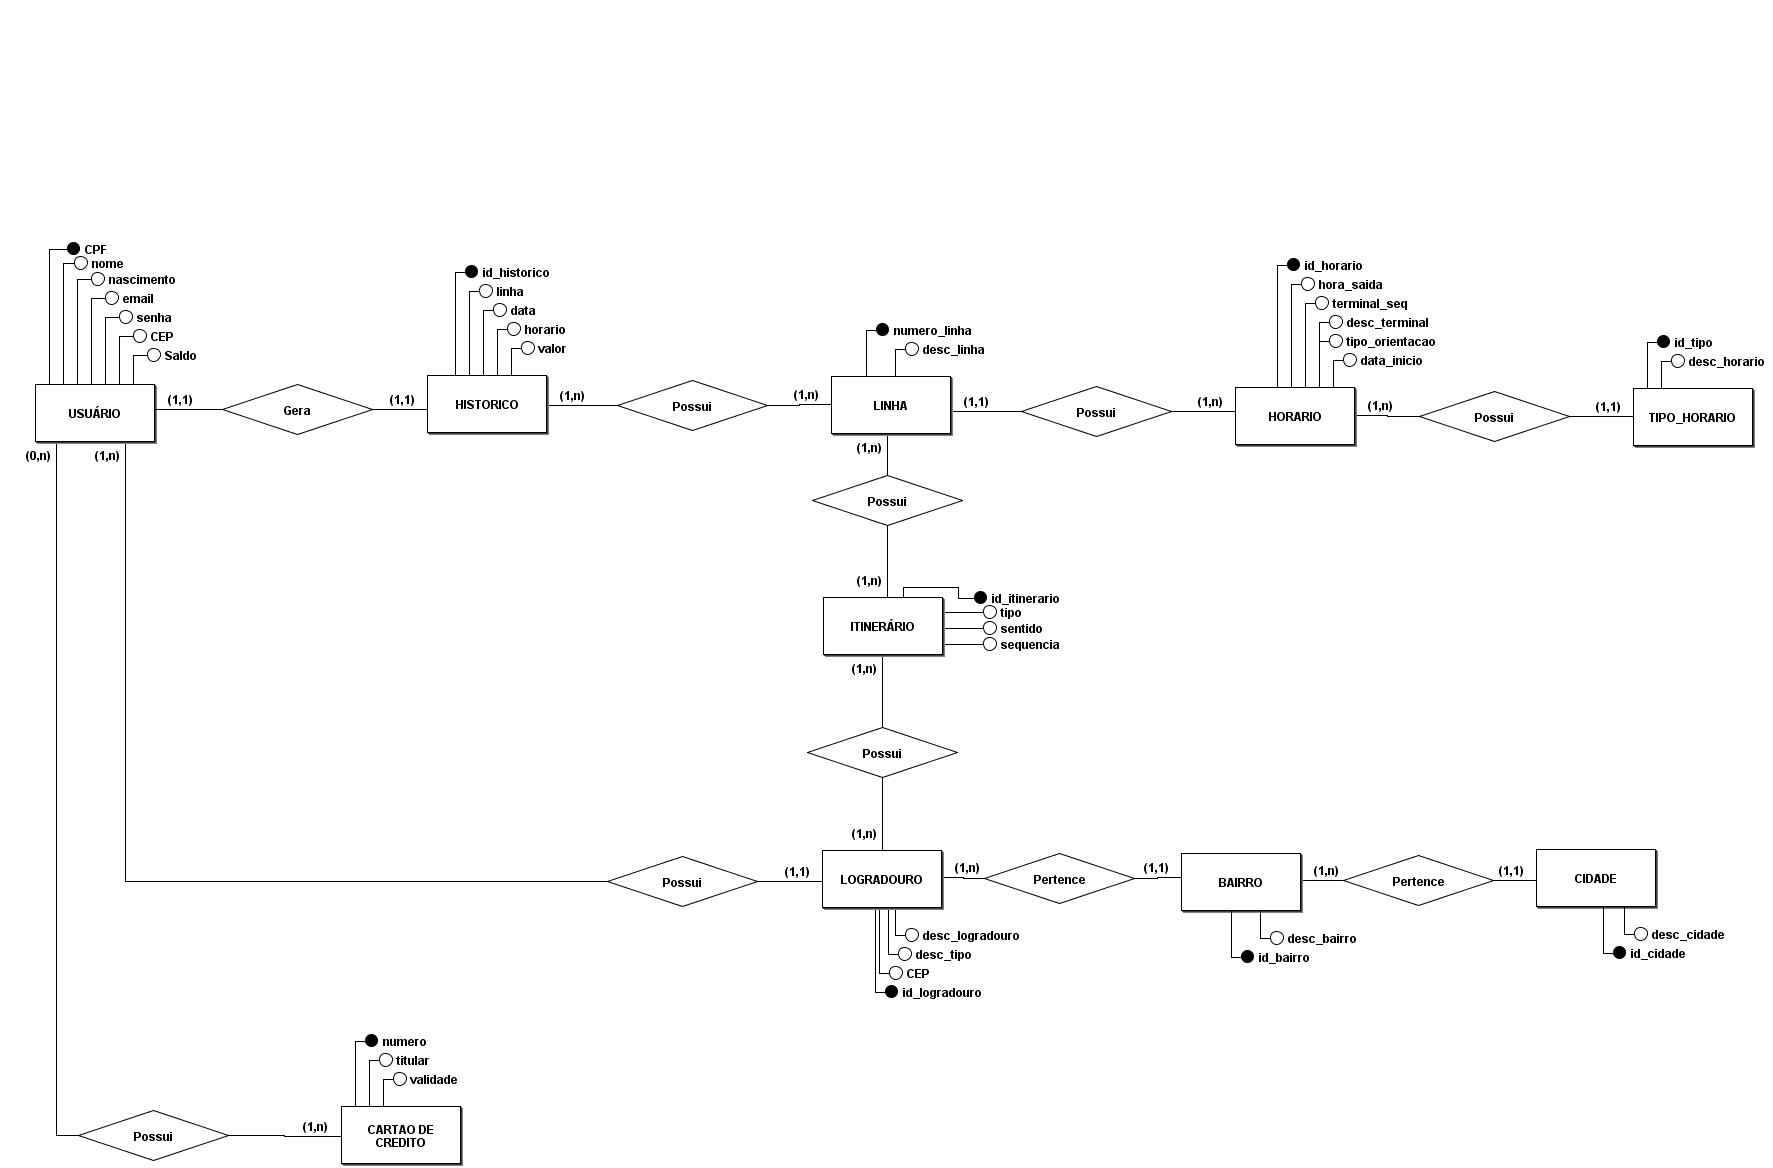 CPF
nome
nascimento
email
senha
CEP
Saldo
USUÁRIO
(1,1)
Gera
(1,1)
id_historico
linha
data
horario
valor
HISTORICO
(1,n)
Possui
(1,n)
numero_linha
desc_linha
LINHA
(1,1)
Possui
(1,n)
id_horario
hora_saida
terminal_seq
desc_terminal
tipo_orientacao
data_inicio
HORARIO
(1,n)
Possui
(1,1)
id_tipo
desc_horario
TIPO_HORARIO
(0,n)
(1,n)
(1,n)
Possui
(1,n)
id_itinerario
tipo
sentido
sequencia
ITINERÁRIO
(1,n)
Possui
(1,n)
Possui
(1,1)
LOGRADOURO
(1,n)
Pertence
(1,1)
BAIRRO
(1,n)
Pertence
(1,1)
CIDADE
desc_logradouro
desc_tipo
CEP
id_logradouro
desc_bairro
id_bairro
desc_cidade
id_cidade
numero
titular
validade
Possui
(1,n)
CARTAO DE
CREDITO